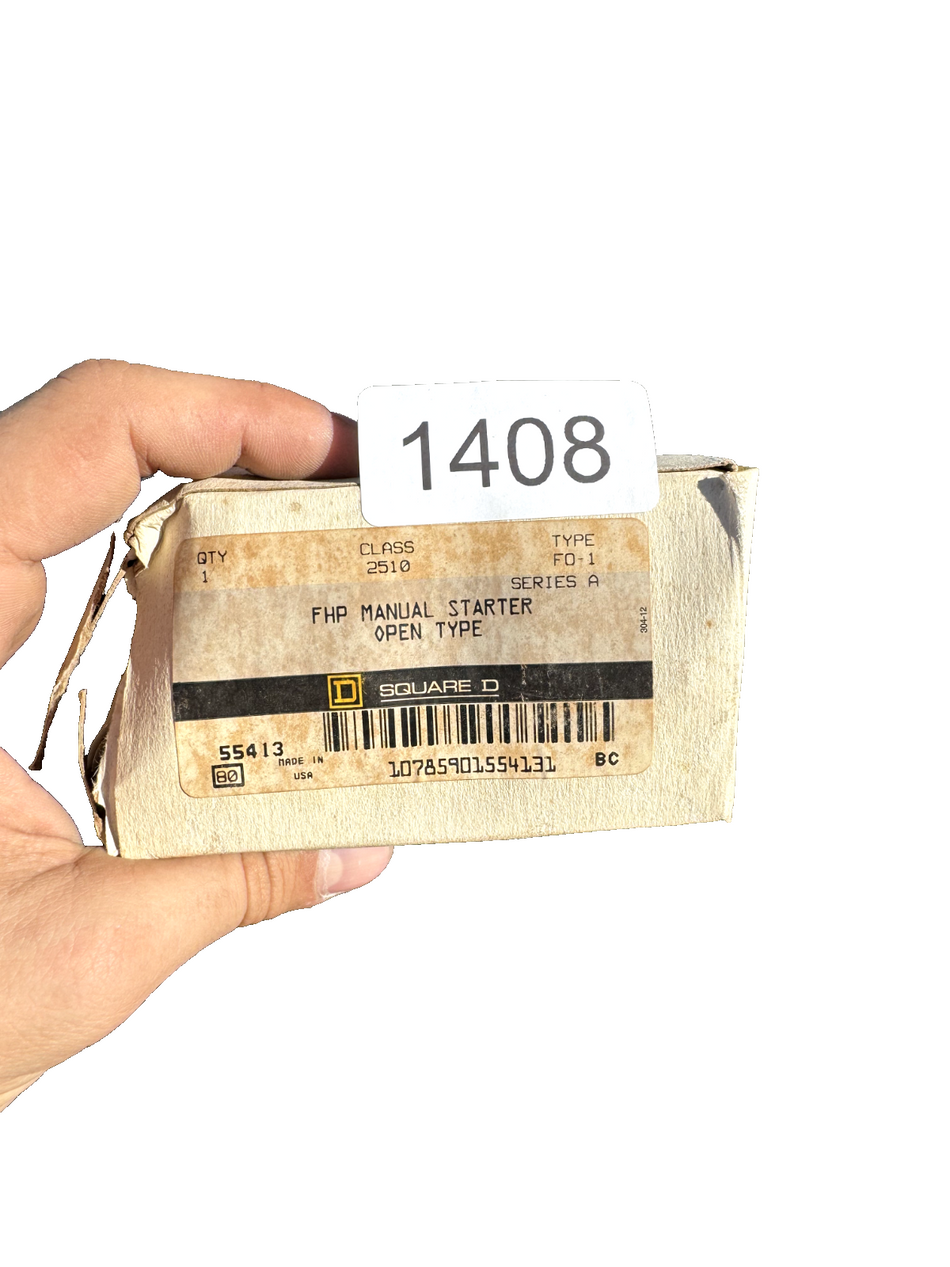 1408
QTY CLASS TYPE
1 2510 FO-1
SERIES A
FHP MANUAL STARTER
OPEN TYPE
304-12
D SQUARE D
55413 MADE IN USA
80
10785901554131 BC